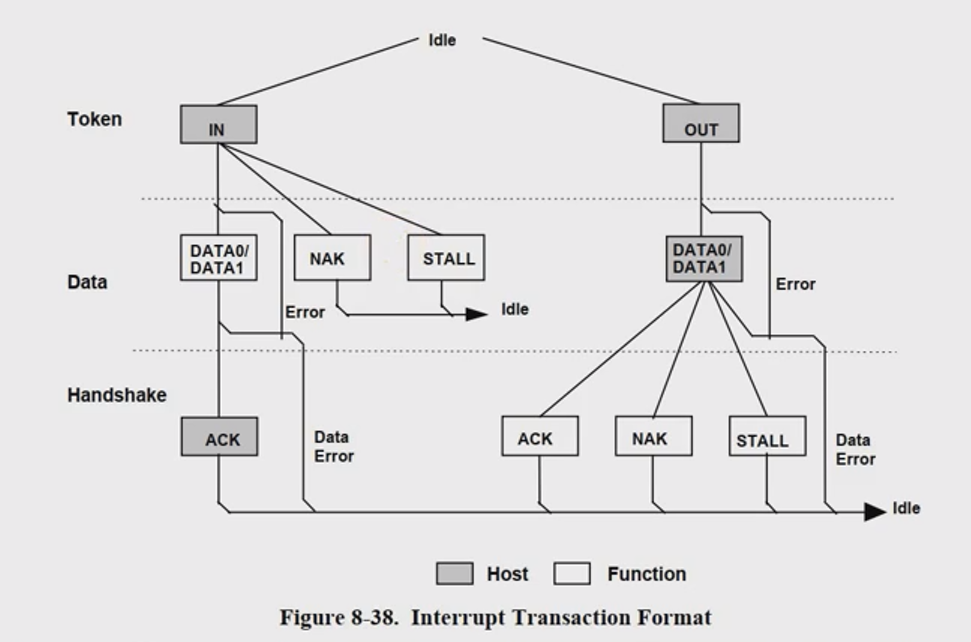 Idle
Token
IN
OUT
DATA0/
DATA1
NAK
STALL
DATA0/
DATA1
Data
Error
Idle
Error
Handshake
ACK
Data
Error
ACK
NAK
STALL
Data
Error
Idle
Host
Function
Figure 8-38. Interrupt Transaction Format